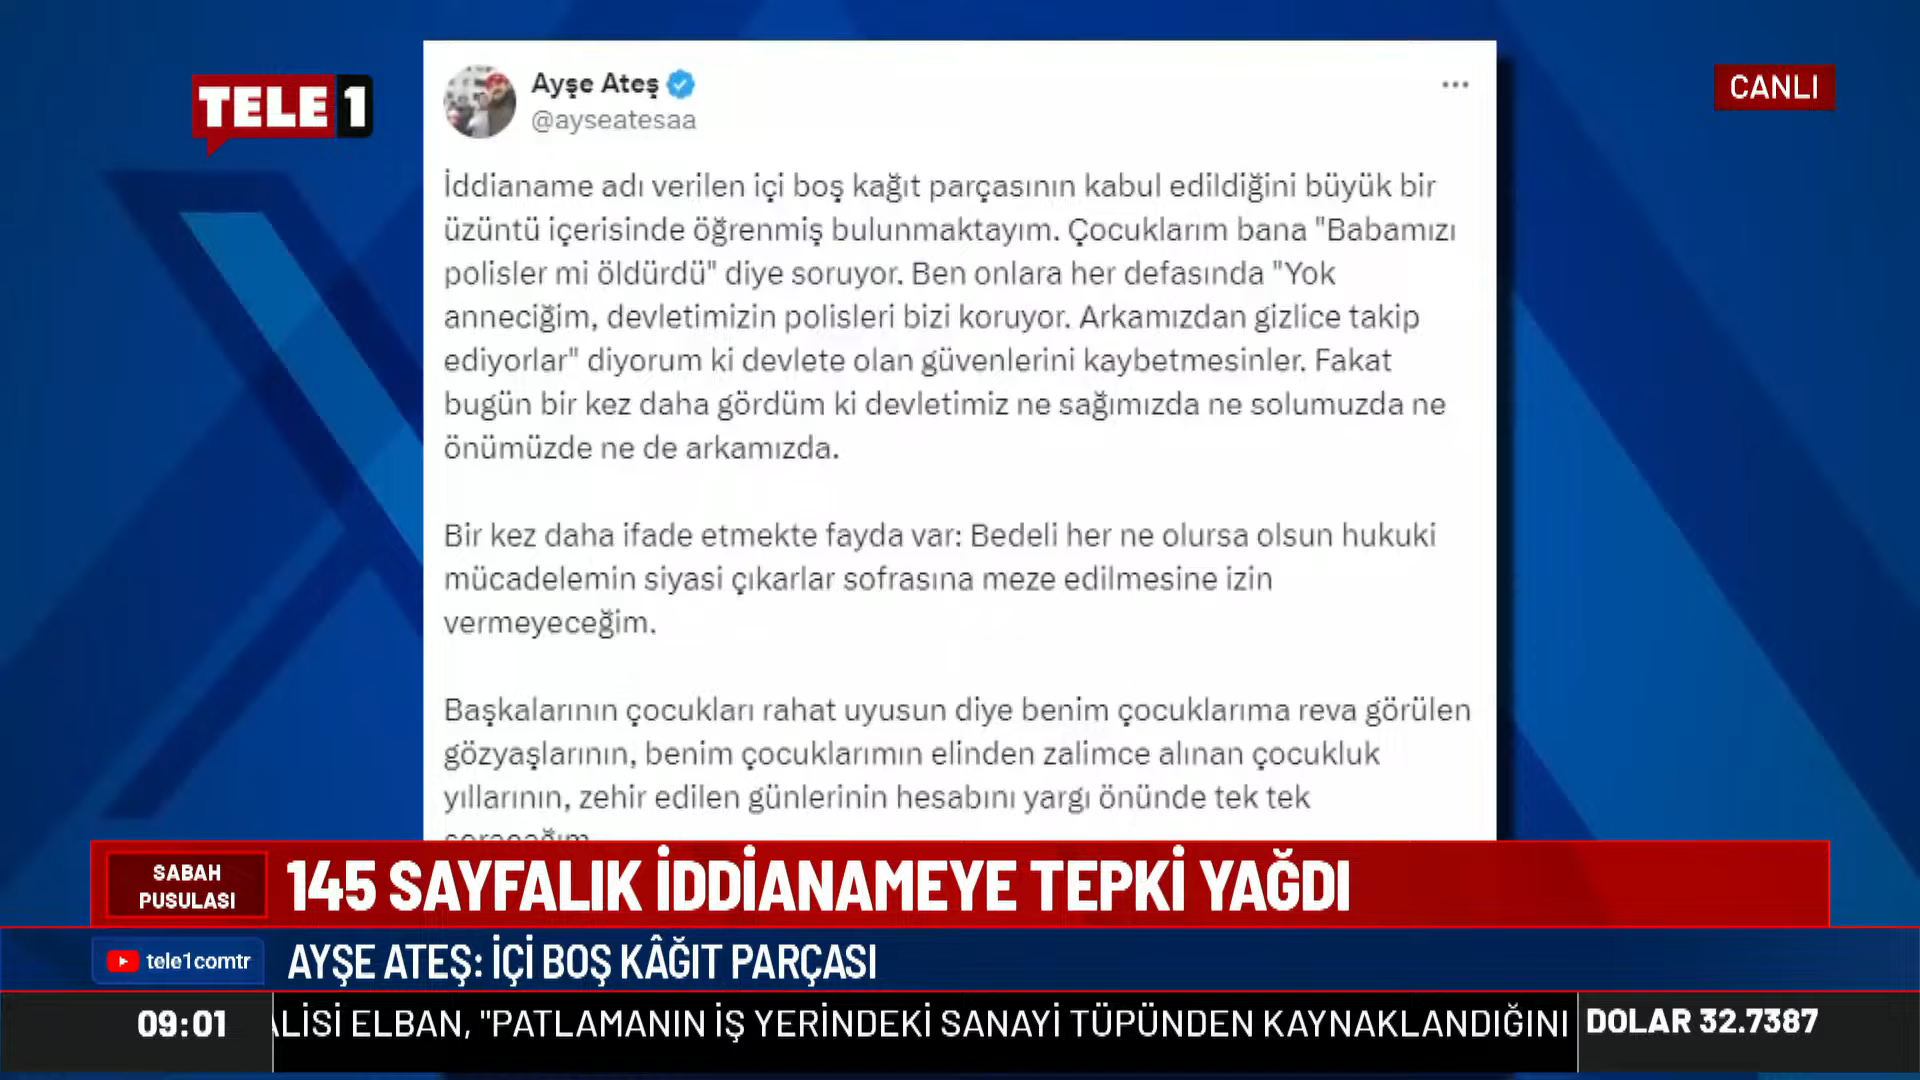 TELE1
CANLI
Ayşe Ateş
@ayseatesaa
İddianame adı verilen içi boş kağıt parçasının kabul edildiğini büyük bir
üzüntü içerisinde öğrenmiş bulunmaktayım. Çocuklarım bana "Babamızı
polisler mi öldürdü" diye soruyor. Ben onlara her defasında "Yok
anneciğim, devletimizin polisleri bizi koruyor. Arkamızdan gizlice takip
ediyorlar" diyorum ki devlete olan güvenlerini kaybetmesinler. Fakat
bugün bir kez daha gördüm ki devletimiz ne sağımızda ne solumuzda ne
önümüzde ne de arkamızda.
Bir kez daha ifade etmekte fayda var: Bedeli her ne olursa olsun hukuki
mücadelemin siyasi çıkarlar sofrasına meze edilmesine izin
vermeyeceğim.
Başkalarının çocukları rahat uyusun diye benim çocuklarıma reva görülen
gözyaşlarının, benim çocuklarımın elinden zalimce alınan çocukluk
yıllarının, zehir edilen günlerinin hesabını yargı önünde tek tek
SABAH
PUSULASI
145 SAYFALIK İDDİANAMEYE TEPKİ YAĞDI
tele1comtr
AYŞE ATEŞ: İÇİ BOŞ KÂĞIT PARÇASI
09:01
ELBAN, "PATLAMANIN İŞ YERİNDEKİ SANAYİ TÜPÜNDEN KAYNAKLANDIĞINI
DOLAR 32.7387